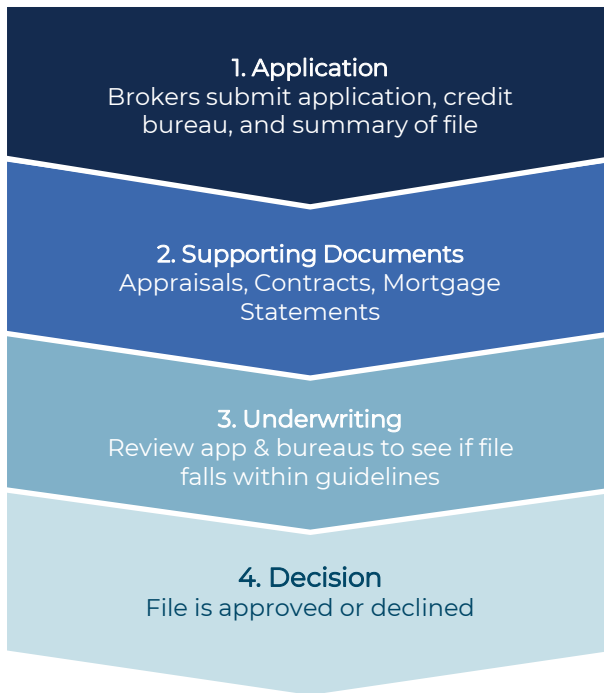 1. Application
Brokers submit application, credit
bureau, and summary of file
2. Supporting Documents
Appraisals, Contracts, Mortgage
Statements
3. Underwriting
Review app & bureaus to see if file
falls within guidelines
4. Decision
File is approved or declined